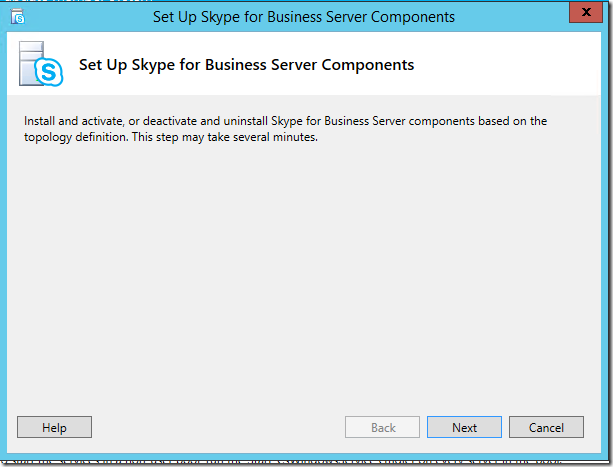 Set Up Skype for Business Server Components
X
Set Up Skype for Business Server Components
Install and activate, or deactivate and uninstall Skype for Business Server components based on the
topology definition. This step may take several minutes.
Help
Back
Next
Cancel